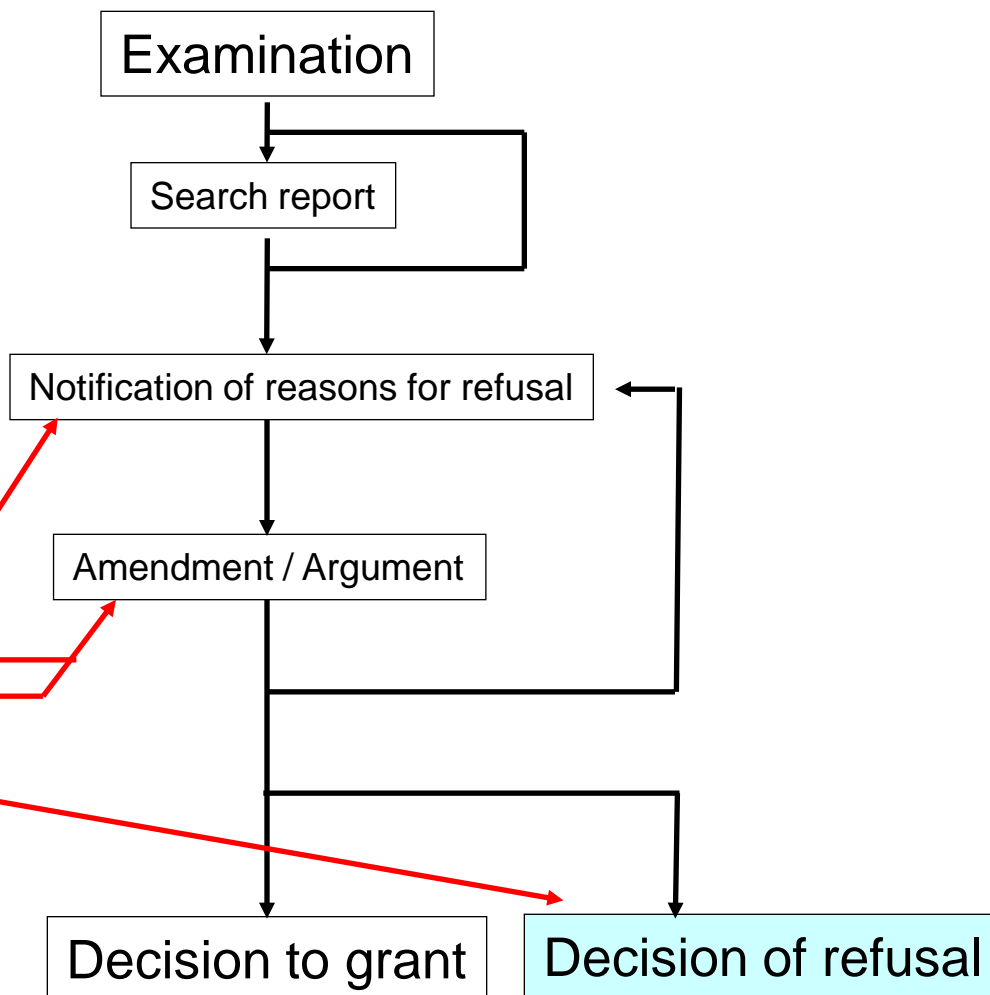 Examination
Search report
Notification of reasons for refusal
Amendment / Argument
Decision to grant
Decision of refusal